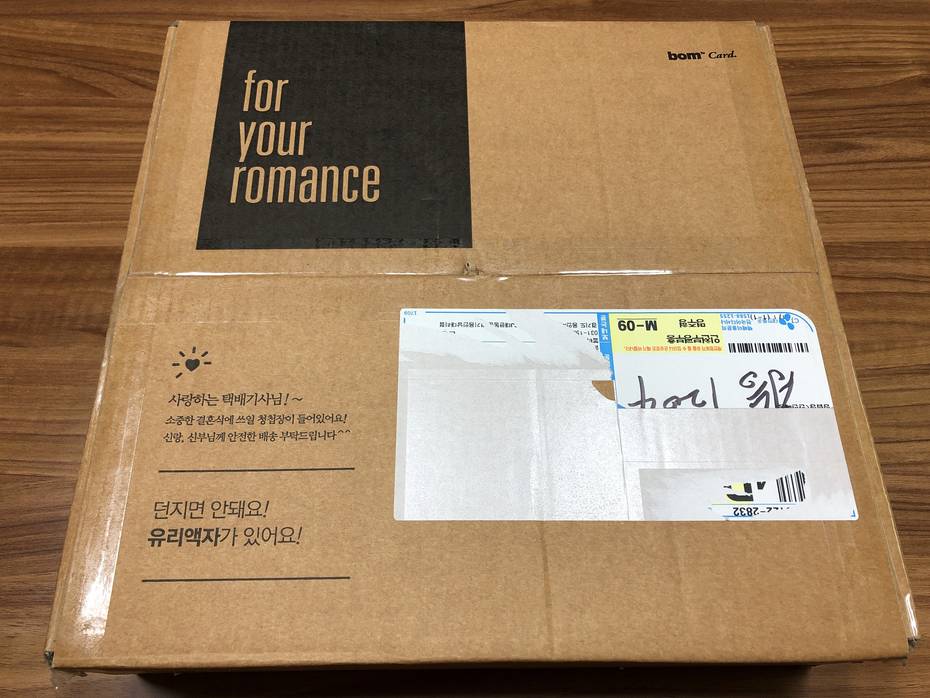 for
your
romance
bom™ Card.
사랑하는 택배기사님!~
소중한 결혼식에 쓰일 청첩장이 들어있어요!
신랑, 신부님께 안전한 배송 부탁드립니다^^
던지면 안돼요!
유리액자가 있어요!
M-09
1209
-2832